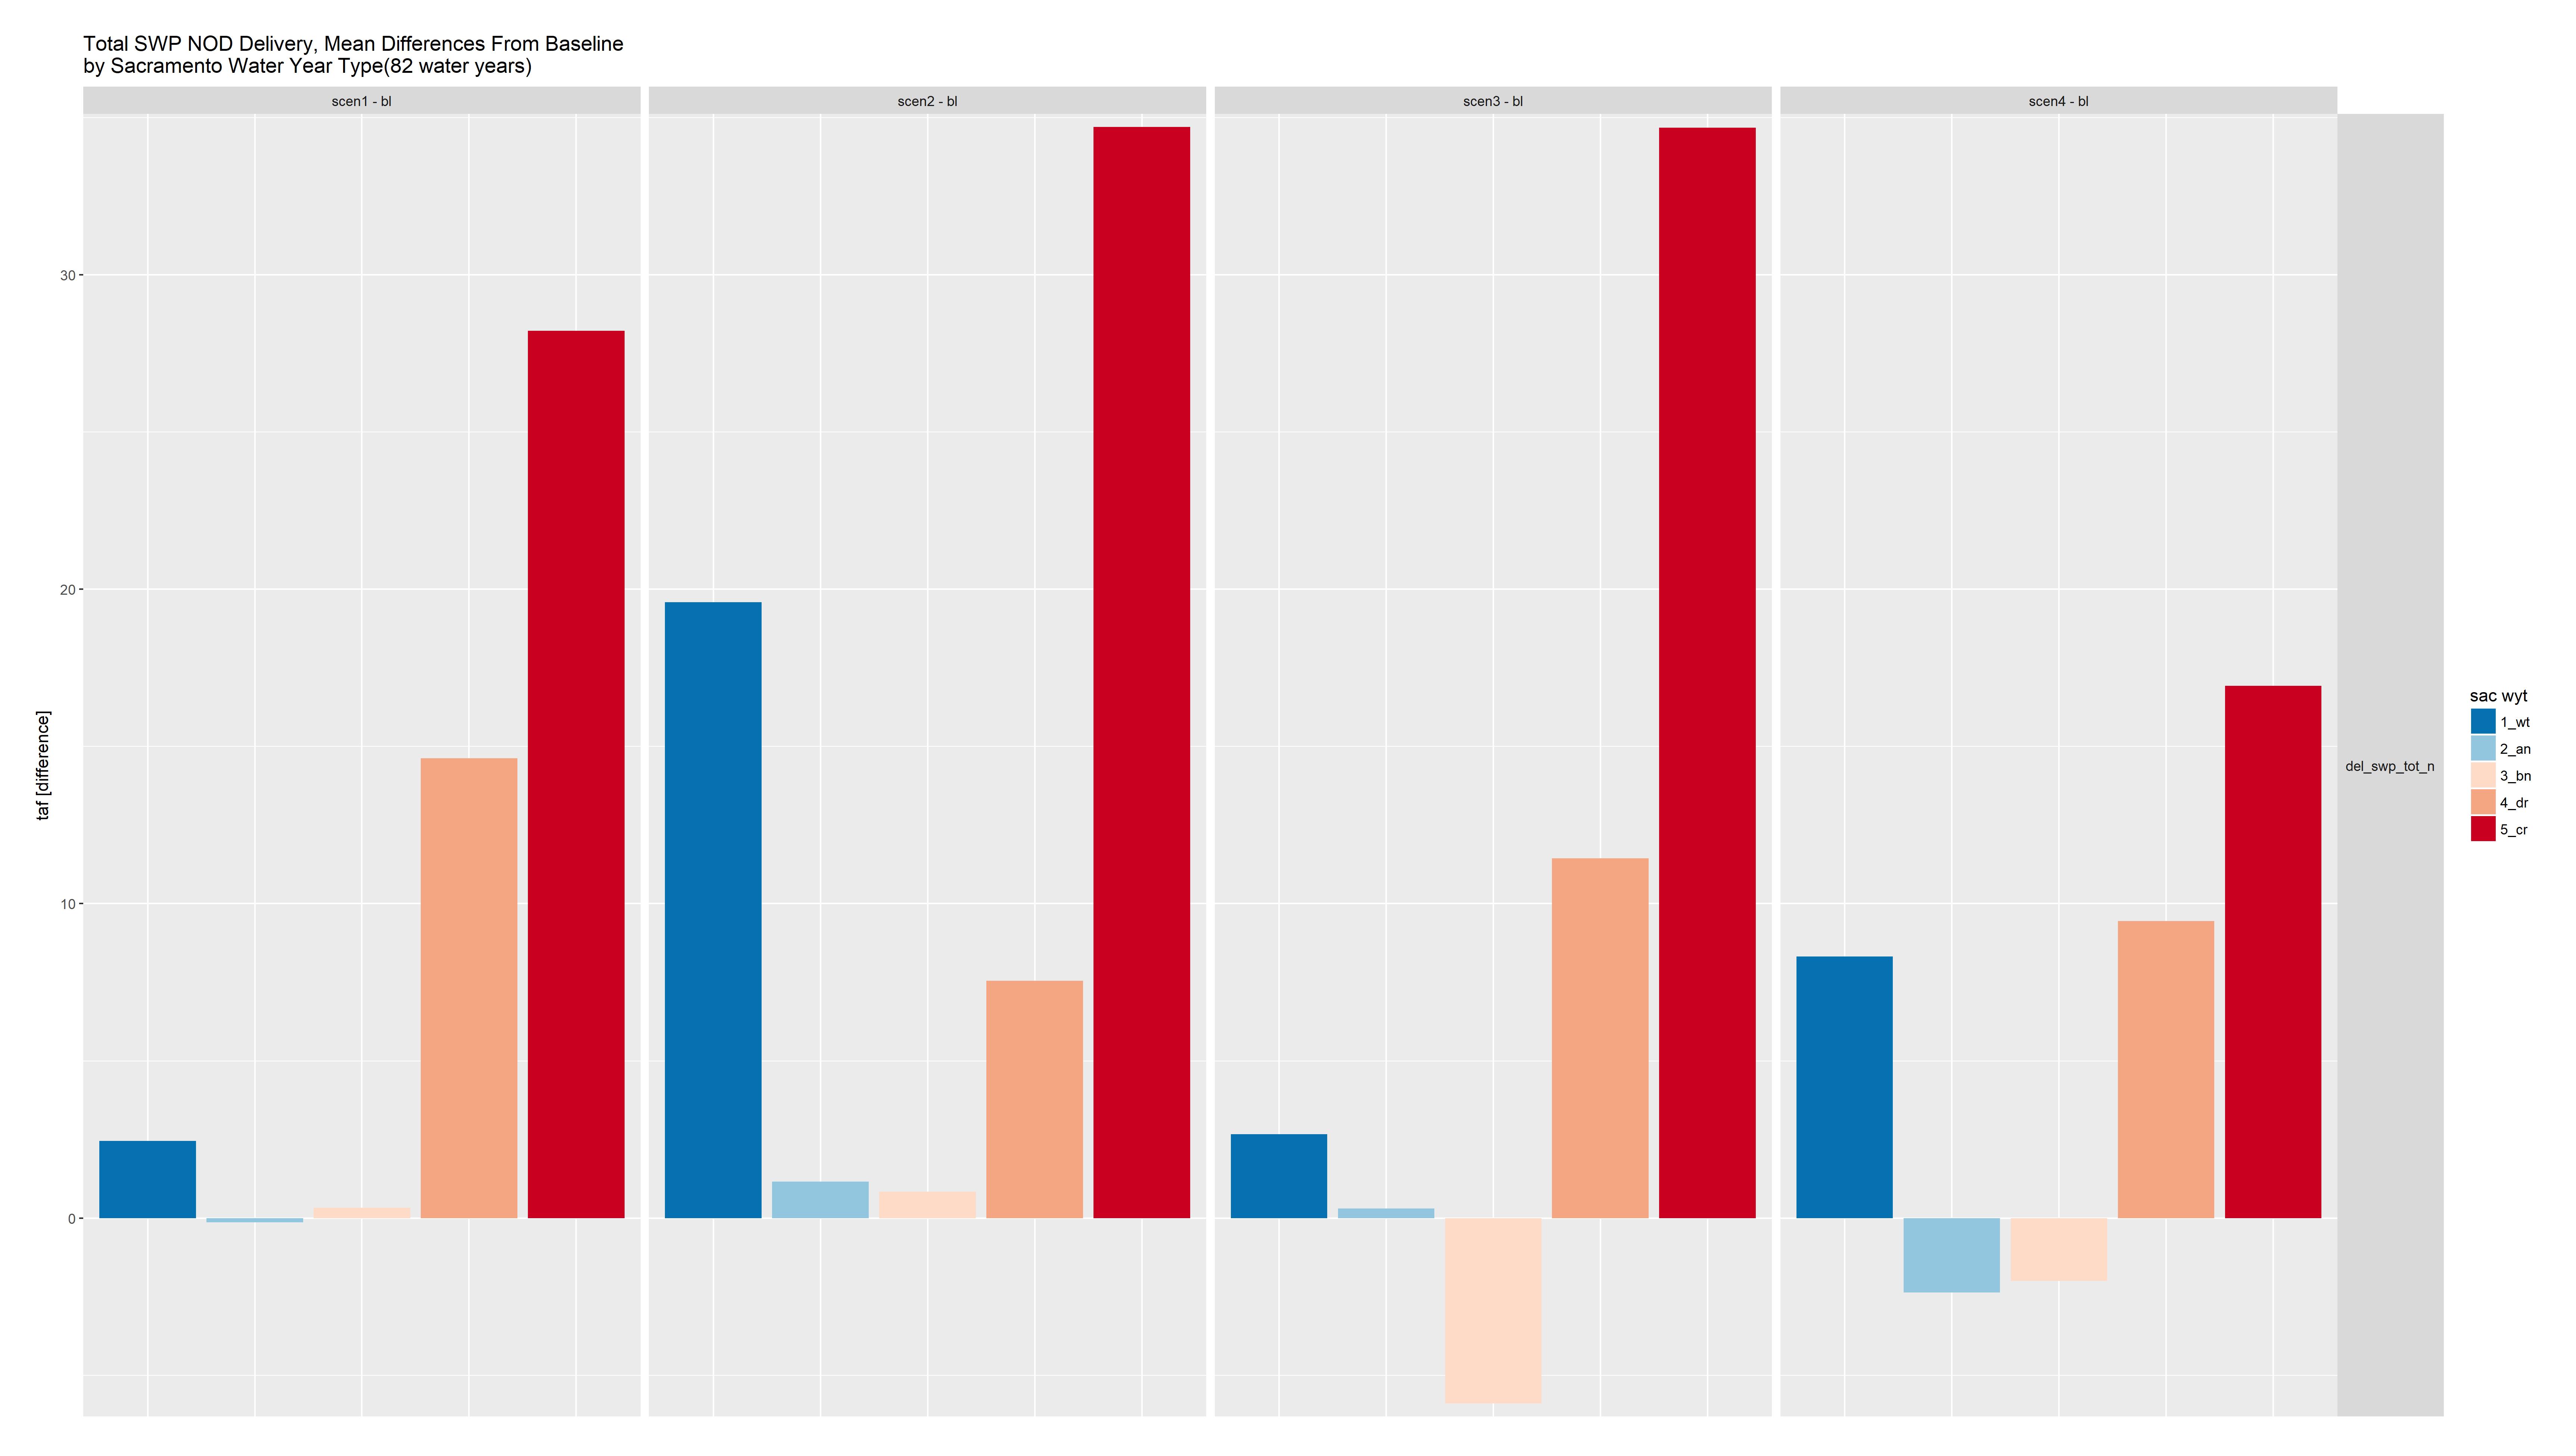 Total SWP NOD Delivery, Mean Differences From Baseline
by Sacramento Water Year Type(82 water years)
scen1 - bl
scen2 - bl
scen3 - bl
scen4 - bl
30
20
10
0
taf [difference]
del_swp_tot_n
sac wyt
1_wt
2_an
3_bn
4_dr
5_cr